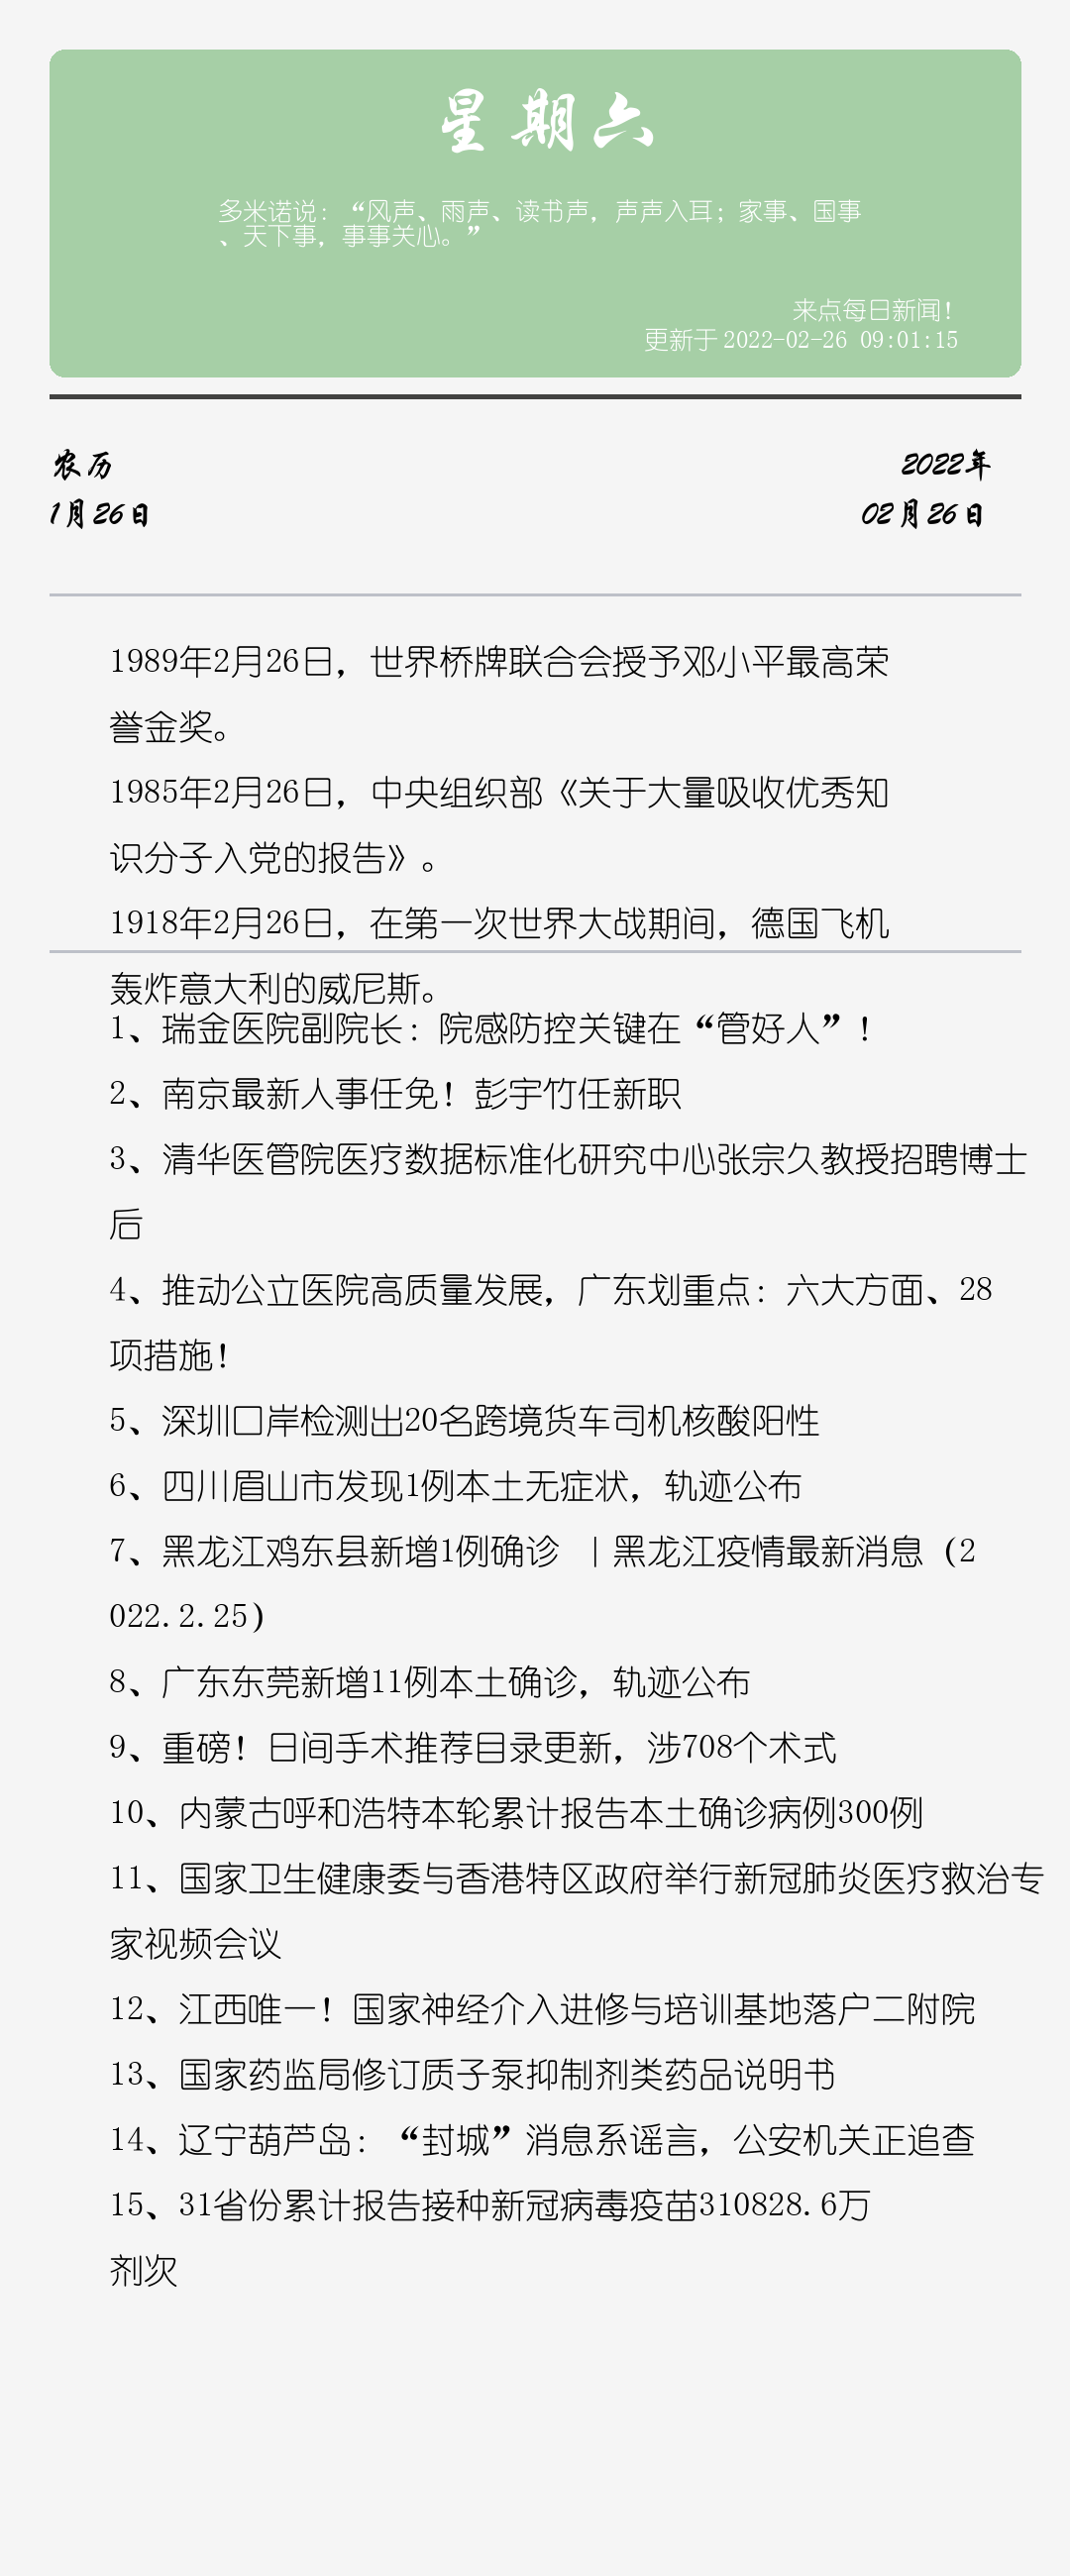 星期六
多米诺说：“风声、雨声、读书声，声声入耳；家事、国事
、天下事，事事关心。”
来点每日新闻！
更新于 2022-02-26 09:01:15
农历
2022年
1月26日
02月26日
1989年2月26日，世界桥牌联合会授予邓小平最高荣
誉金奖。
1985年2月26日，中央组织部《关于大量吸收优秀知
识分子入党的报告》。
1918年2月26日，在第一次世界大战期间，德国飞机
轰炸意大利的威尼斯。
1、瑞金医院副院长：院感防控关键在“管好人”！
2、南京最新人事任免！彭宇竹任新职
3、清华医管院医疗数据标准化研究中心张宗久教授招聘博士
后
4、推动公立医院高质量发展，广东划重点：六大方面、28
项措施！
5、深圳口岸检测出20名跨境货车司机核酸阳性
6、四川眉山市发现1例本土无症状，轨迹公布
7、黑龙江鸡东县新增1例确诊 ｜黑龙江疫情最新消息（2
022.2.25）
8、广东东莞新增11例本土确诊，轨迹公布
9、重磅！日间手术推荐目录更新，涉708个术式
10、内蒙古呼和浩特本轮累计报告本土确诊病例300例
11、国家卫生健康委与香港特区政府举行新冠肺炎医疗救治专
家视频会议
12、江西唯一！国家神经介入进修与培训基地落户二附院
13、国家药监局修订质子泵抑制剂类药品说明书
14、辽宁葫芦岛：“封城”消息系谣言，公安机关正追查
15、31省份累计报告接种新冠病毒疫苗310828.6万
剂次